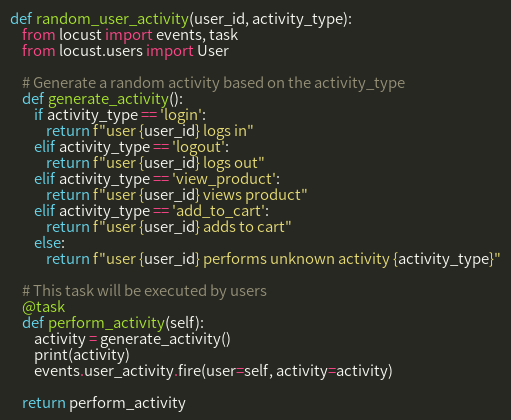 def random_user_activity(user_id, activity_type):
    from locust import events, task
    from locust.users import User

    # Generate a random activity based on the activity_type
    def generate_activity():
        if activity_type == 'login':
            return f"user {user_id} logs in"
        elif activity_type == 'logout':
            return f"user {user_id} logs out"
        elif activity_type == 'view_product':
            return f"user {user_id} views product"
        elif activity_type == 'add_to_cart':
            return f"user {user_id} adds to cart"
        else:
            return f"user {user_id} performs unknown activity {activity_type}"

    # This task will be executed by users
    @task
    def perform_activity(self):
        activity = generate_activity()
        print(activity)
        events.user_activity.fire(user=self, activity=activity)

    return perform_activity